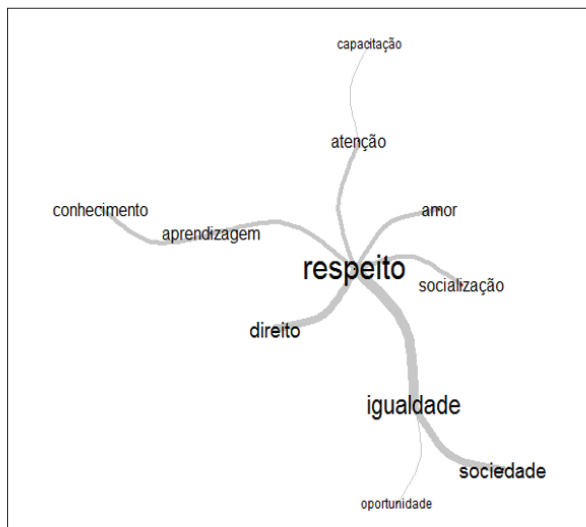 capacitação
atenção
conhecimento
amor
aprendizagem
respeito
socialização
direito
igualdade
sociedade
oportunidade